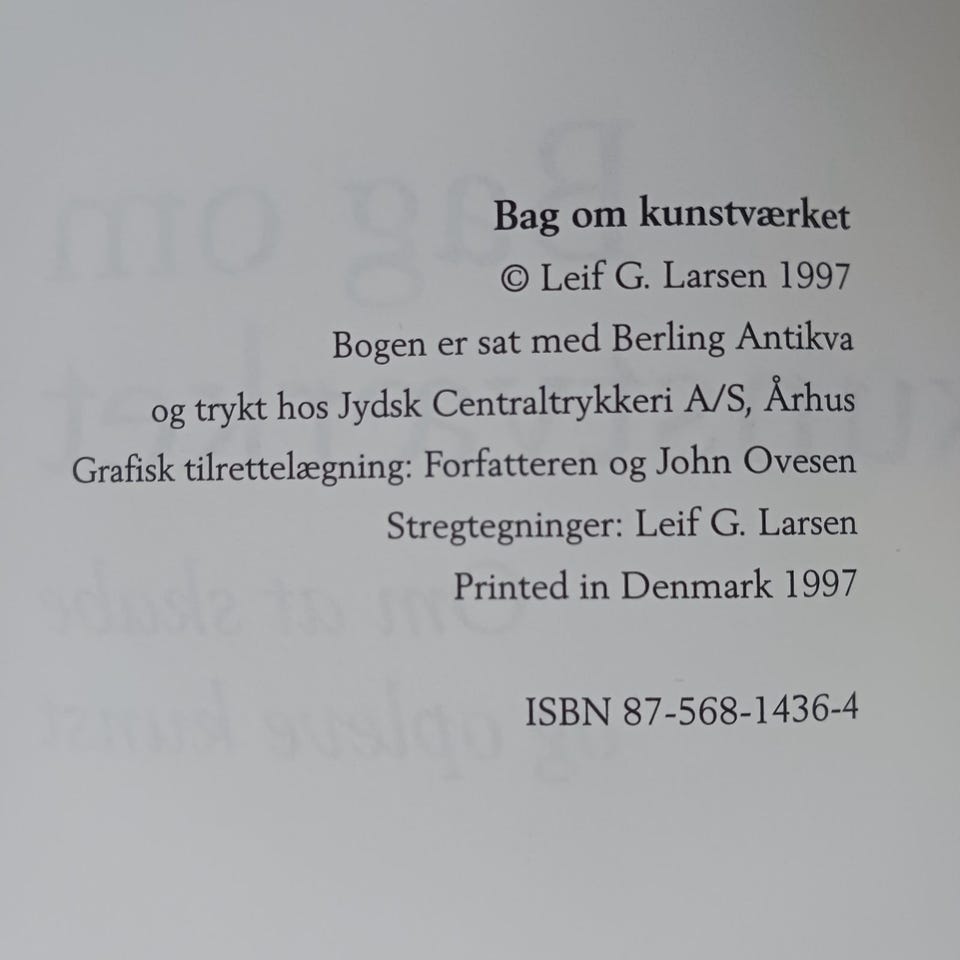 Bag om kunstværket
© Leif G. Larsen 1997
Bogen er sat med Berling Antikva
og trykt hos Jydsk Centraltrykkeri A/S, Århus
Grafisk tilrettelægning: Forfatteren og John Ovesen
Stregtegninger: Leif G. Larsen
Printed in Denmark 1997
ISBN 87-568-1436-4